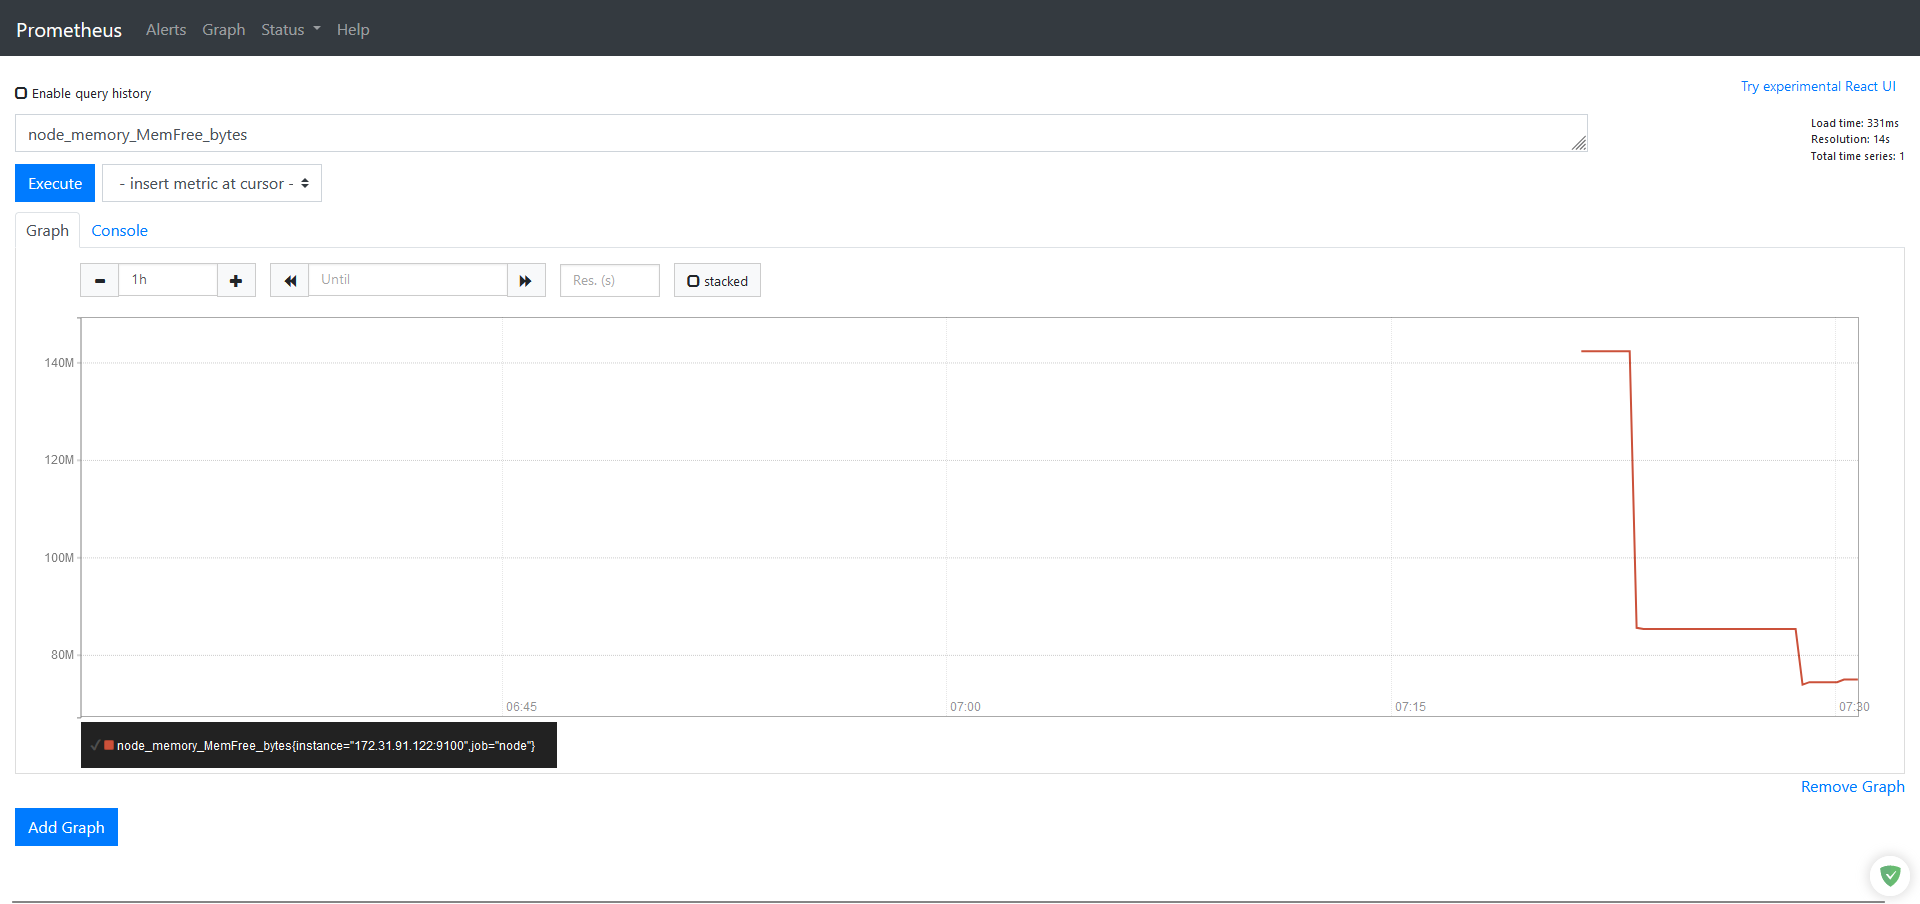 Prometheus Alerts Graph Status Help
Enable query history
Try experimental React UI
node_memory_MemFree_bytes
Load time: 331ms
Resolution: 14s
Total time series: 1
Execute
- insert metric at cursor -
Graph Console
1h
Until
Res. (s)
stacked
140M
120M
100M
80M
06:45 07:00 07:15 07:30
node_memory_MemFree_bytes{instance="172.31.91.122:9100",job="node"}
Remove Graph
Add Graph